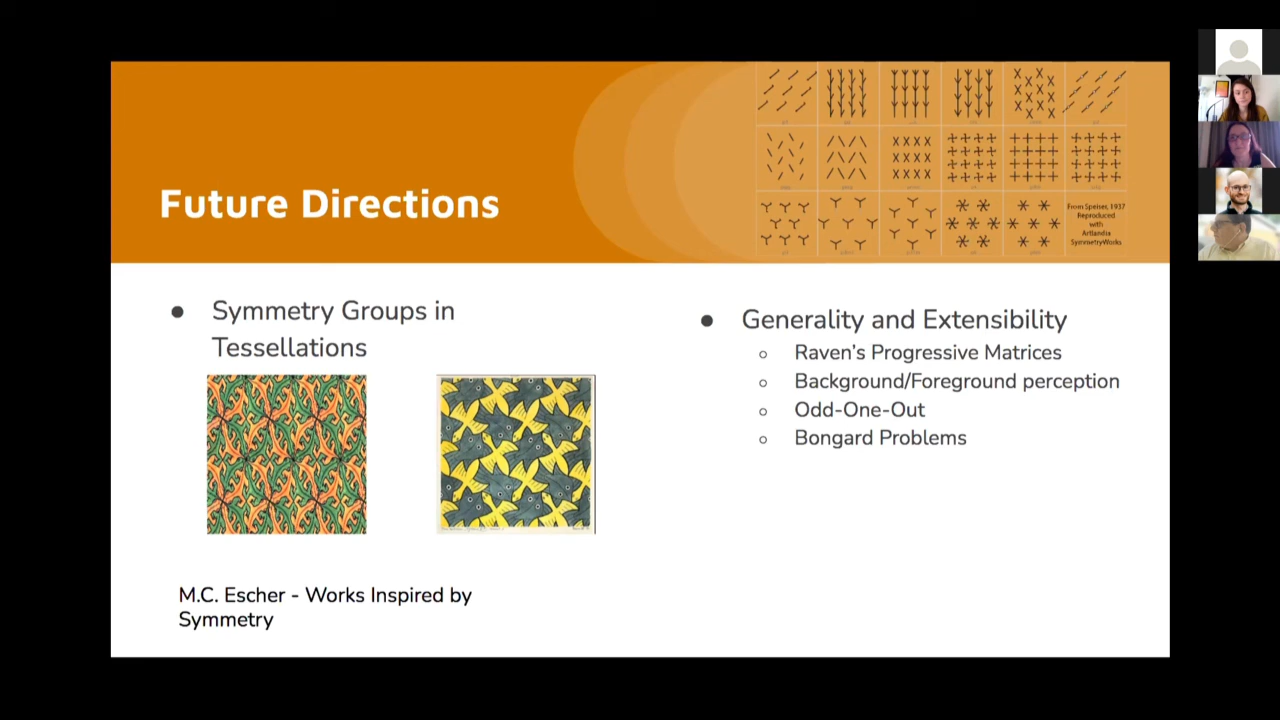 Future Directions
From Speiser, 1937
Reproduced
with
Artlandia
SymmetryWorks
Symmetry Groups in
Tessellations
M.C. Escher - Works Inspired by
Symmetry
Generality and Extensibility
Raven's Progressive Matrices
Background/Foreground perception
Odd-One-Out
Bongard Problems